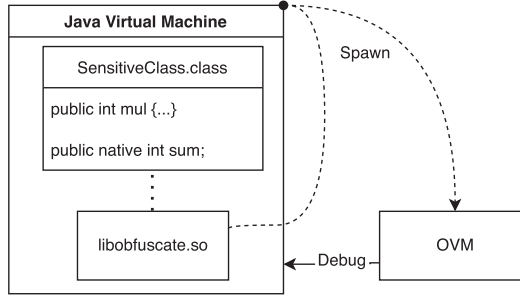 Java Virtual Machine
SensitiveClass.class
public int mul {...}
public native int sum;
libobfuscate.so
Spawn
OVM
Debug